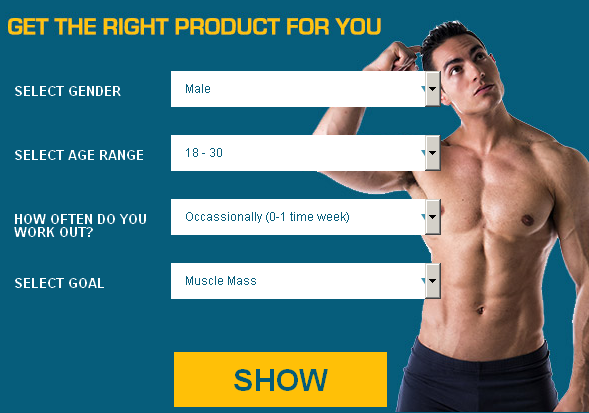 GET THE RIGHT PRODUCT FOR YOU
SELECT GENDER
Male
SELECT AGE RANGE
18 - 30
HOW OFTEN DO YOU
WORK OUT?
Occassionally (0-1 time week)
SELECT GOAL
Muscle Mass
SHOW